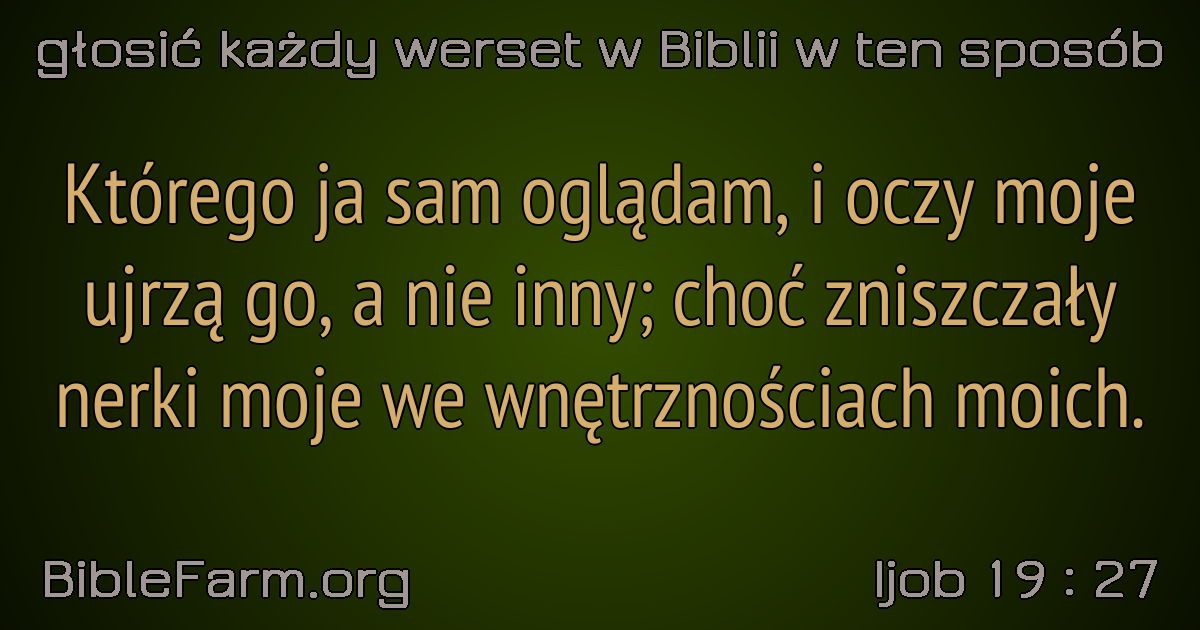 głosić każdy werset w Biblii w ten sposób
Którego ja sam oglądam, i oczy moje
ujrzą go, a nie inny; choć zniszczały
nerki moje we wnętrznościach moich.
BibleFarm.org
Ijob 19 : 27